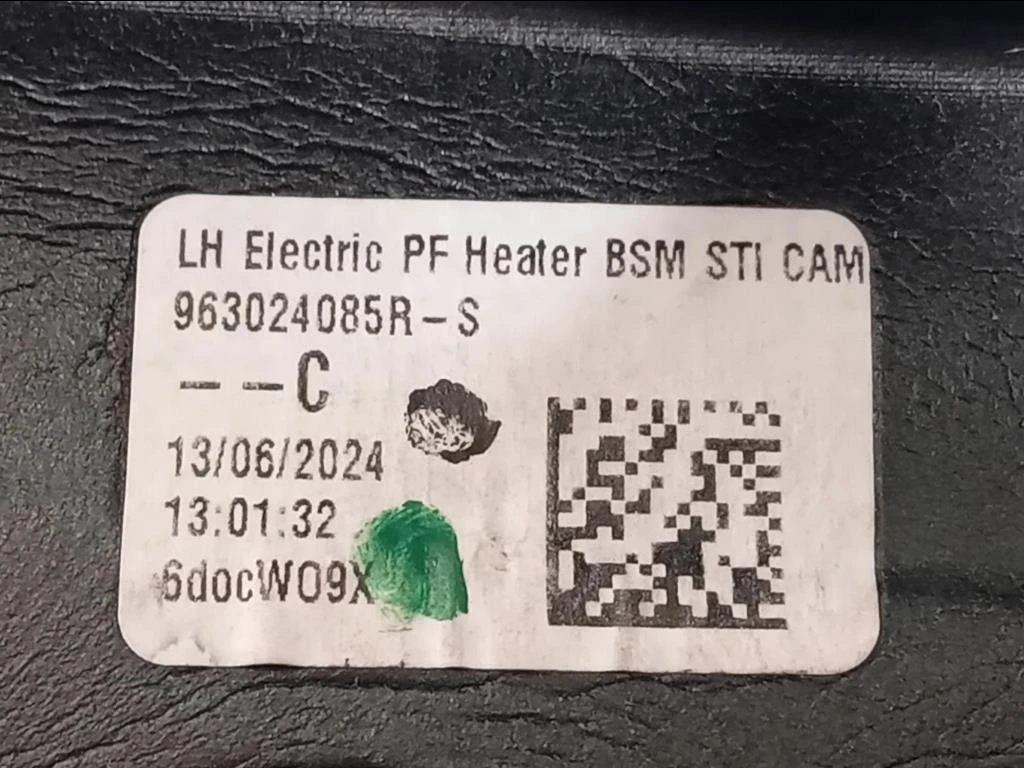 LH Electric PF Heater BSM STI CAM
963024085R-S
--C
13/06/2024
13:01:32
6docWO9X